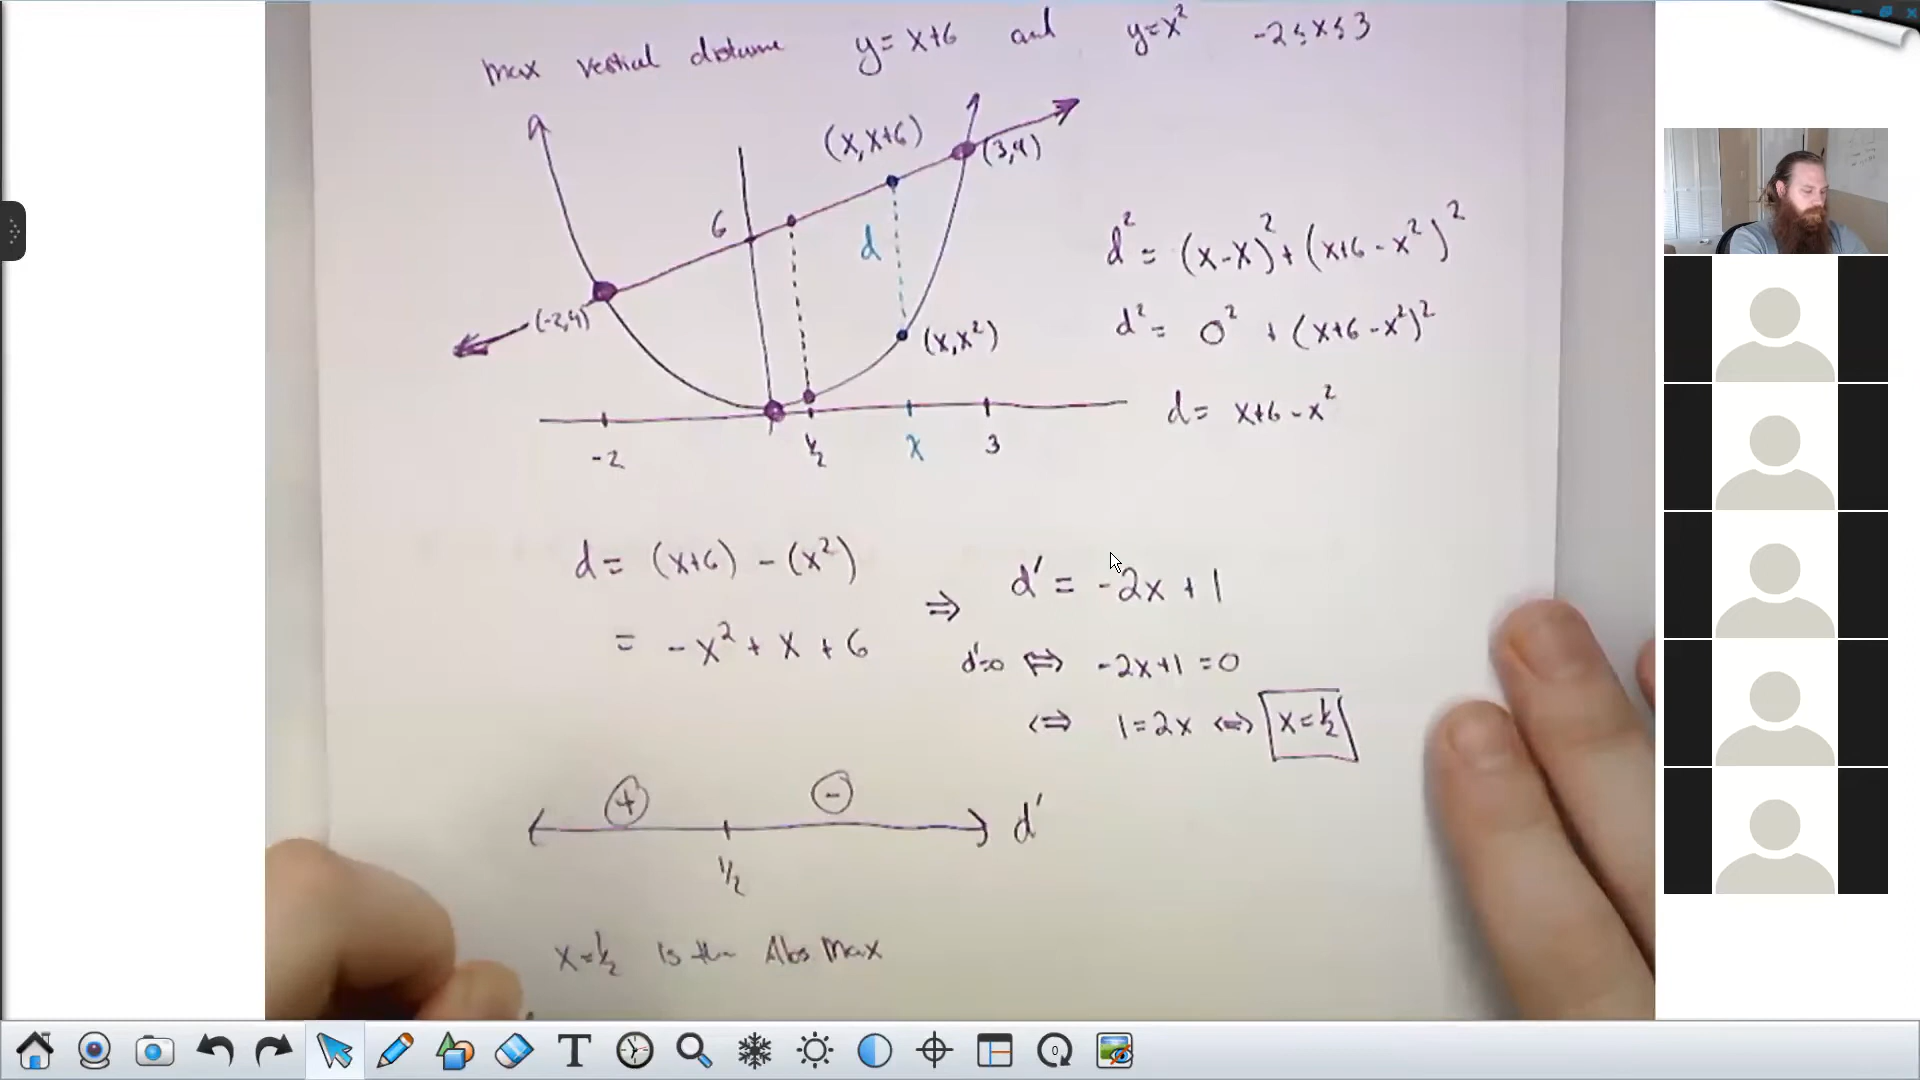 max vertical distance y = x+6 and y = x² -2 ≤ x ≤ 3
(x, x+6)
(3,9)
6
d
(-2,4)
(x, x²)
-2 1/2 x 3
d² = (x-x)² + (x+6 - x²)²
d² = 0² + (x+6 - x²)²
d = x+6 - x²
d = (x+6) - (x²)
= -x² + x + 6
⇒ d' = -2x + 1
d'=0 ⇔ -2x+1 = 0
⇔ 1 = 2x ⇔ x = 1/2
+ - d'
1/2
x = 1/2 is the Abs Max
T
0